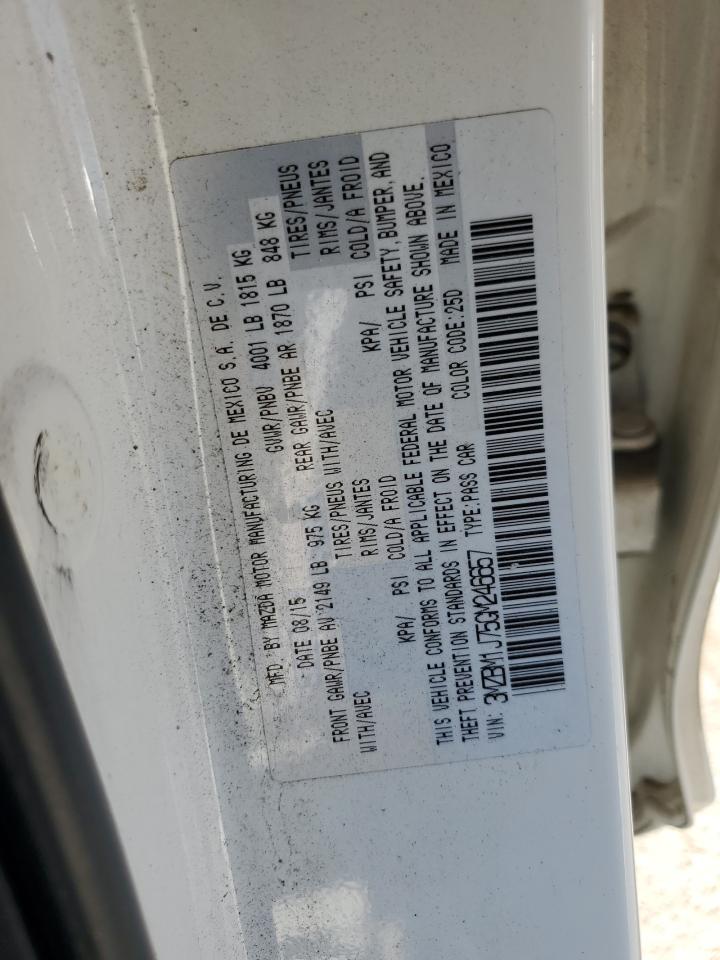 MFD. BY MAZDA MOTOR MANUFACTURING DE MEXICO S.A. DE C.V.
DATE 08/15 GVWR/PNBV 4001 LB 1815 KG
FRONT GAWR/PNBE AV 2149 LB 975 KG REAR GAWR/PNBE AR 1870 LB 848 KG
WITH/AVEC TIRES/PNEUS WITH/AVEC TIRES/PNEUS
RIMS/JANTES RIMS/JANTES
KPA/ PSI COLD/A FROID KPA/ PSI COLD/A FROID
THIS VEHICLE CONFORMS TO ALL APPLICABLE FEDERAL MOTOR VEHICLE SAFETY, BUMPER, AND
THEFT PREVENTION STANDARDS IN EFFECT ON THE DATE OF MANUFACTURE SHOWN ABOVE.
VIN: 3MZBM1J75GM246657 TYPE:PASS CAR COLOR CODE:25D MADE IN MEXICO